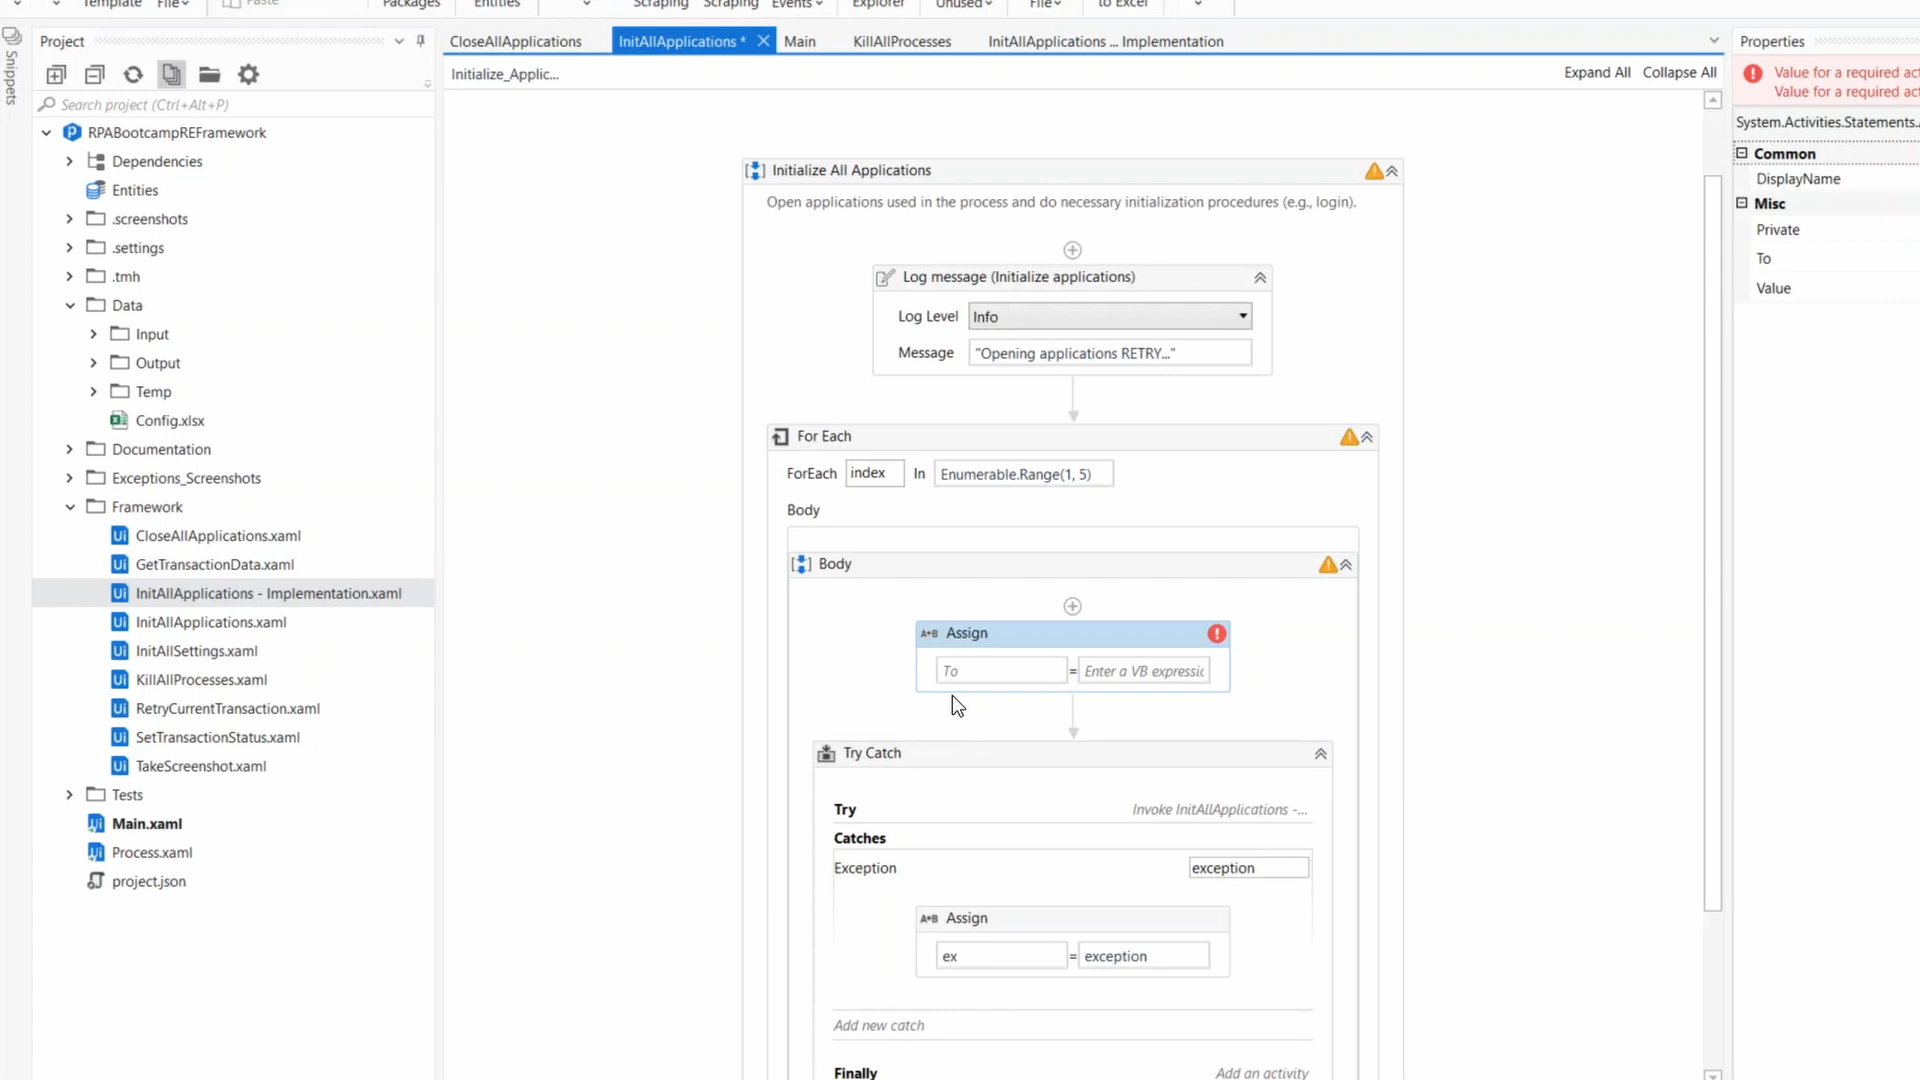 Template
File
Paste
Packages
Entities
Scraping
Scraping
Events
Explorer
Unused
File
to Excel
Snippets
Project
Search project (Ctrl+Alt+P)
RPABootcampREFramework
Dependencies
Entities
.screenshots
.settings
.tmh
Data
Input
Output
Temp
Config.xlsx
Documentation
Exceptions_Screenshots
Framework
CloseAllApplications.xaml
GetTransactionData.xaml
InitAllApplications - Implementation.xaml
InitAllApplications.xaml
InitAllSettings.xaml
KillAllProcesses.xaml
RetryCurrentTransaction.xaml
SetTransactionStatus.xaml
TakeScreenshot.xaml
Tests
Main.xaml
Process.xaml
project.json
CloseAllApplications
InitAllApplications *
Main
KillAllProcesses
InitAllApplications ... Implementation
Initialize_Applic...
Expand All Collapse All
Initialize All Applications
Open applications used in the process and do necessary initialization procedures (e.g., login).
Log message (Initialize applications)
Log Level Info
Message "Opening applications RETRY..."
For Each
ForEach index In Enumerable.Range(1, 5)
Body
Body
A+B Assign
To = Enter a VB expressic
Try Catch
Try Invoke InitAllApplications -...
Catches
Exception exception
A+B Assign
ex = exception
Add new catch
Finally Add an activity
Properties
Value for a required act
Value for a required act
System.Activities.Statements.
Common
DisplayName
Misc
Private
To
Value